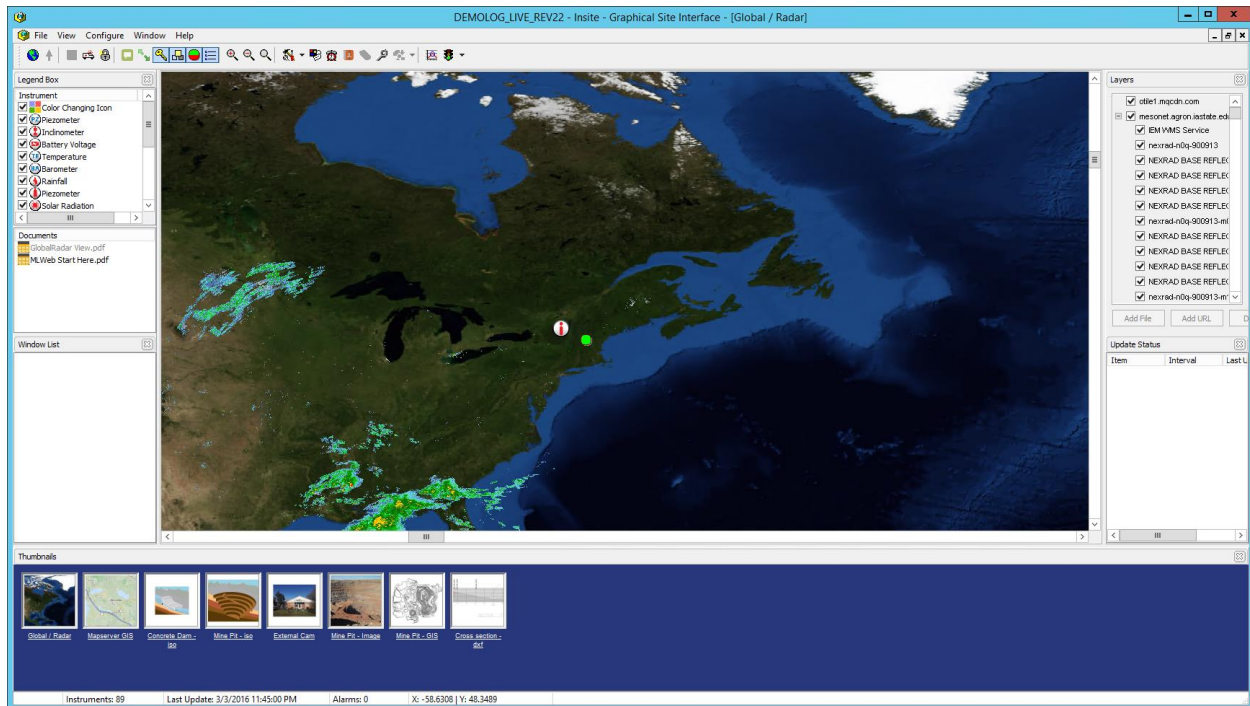 DEMOLOG_LIVE_REV22 - Insite - Graphical Site Interface - [Global / Radar]
File View Configure Window Help
Legend Box
Instrument
Color Changing Icon
PZ Piezometer
Inclinometer
Battery Voltage
Temperature
Barometer
Rainfall
Piezometer
Solar Radiation
Documents
GlobalRadar View.pdf
MLWeb Start Here.pdf
Window List
Layers
otile1.mqcdn.com
mesonet.agron.iastate.edu
IEM WMS Service
nexrad-n0q-900913
NEXRAD BASE REFLEC
NEXRAD BASE REFLEC
NEXRAD BASE REFLEC
NEXRAD BASE REFLEC
nexrad-n0q-900913-m0
NEXRAD BASE REFLEC
NEXRAD BASE REFLEC
NEXRAD BASE REFLEC
NEXRAD BASE REFLEC
nexrad-n0q-900913-m
Add File Add URL D
Update Status
Item Interval Last U
Thumbnails
Global / Radar
Mapserver GIS
Concrete Dam -
iso
Mine Pit - iso
External Cam
Mine Pit - Image
Mine Pit - GIS
Cross section -
dxf
Instruments: 89 Last Update: 3/3/2016 11:45:00 PM Alarms: 0 X: -58.6308 | Y: 48.3489